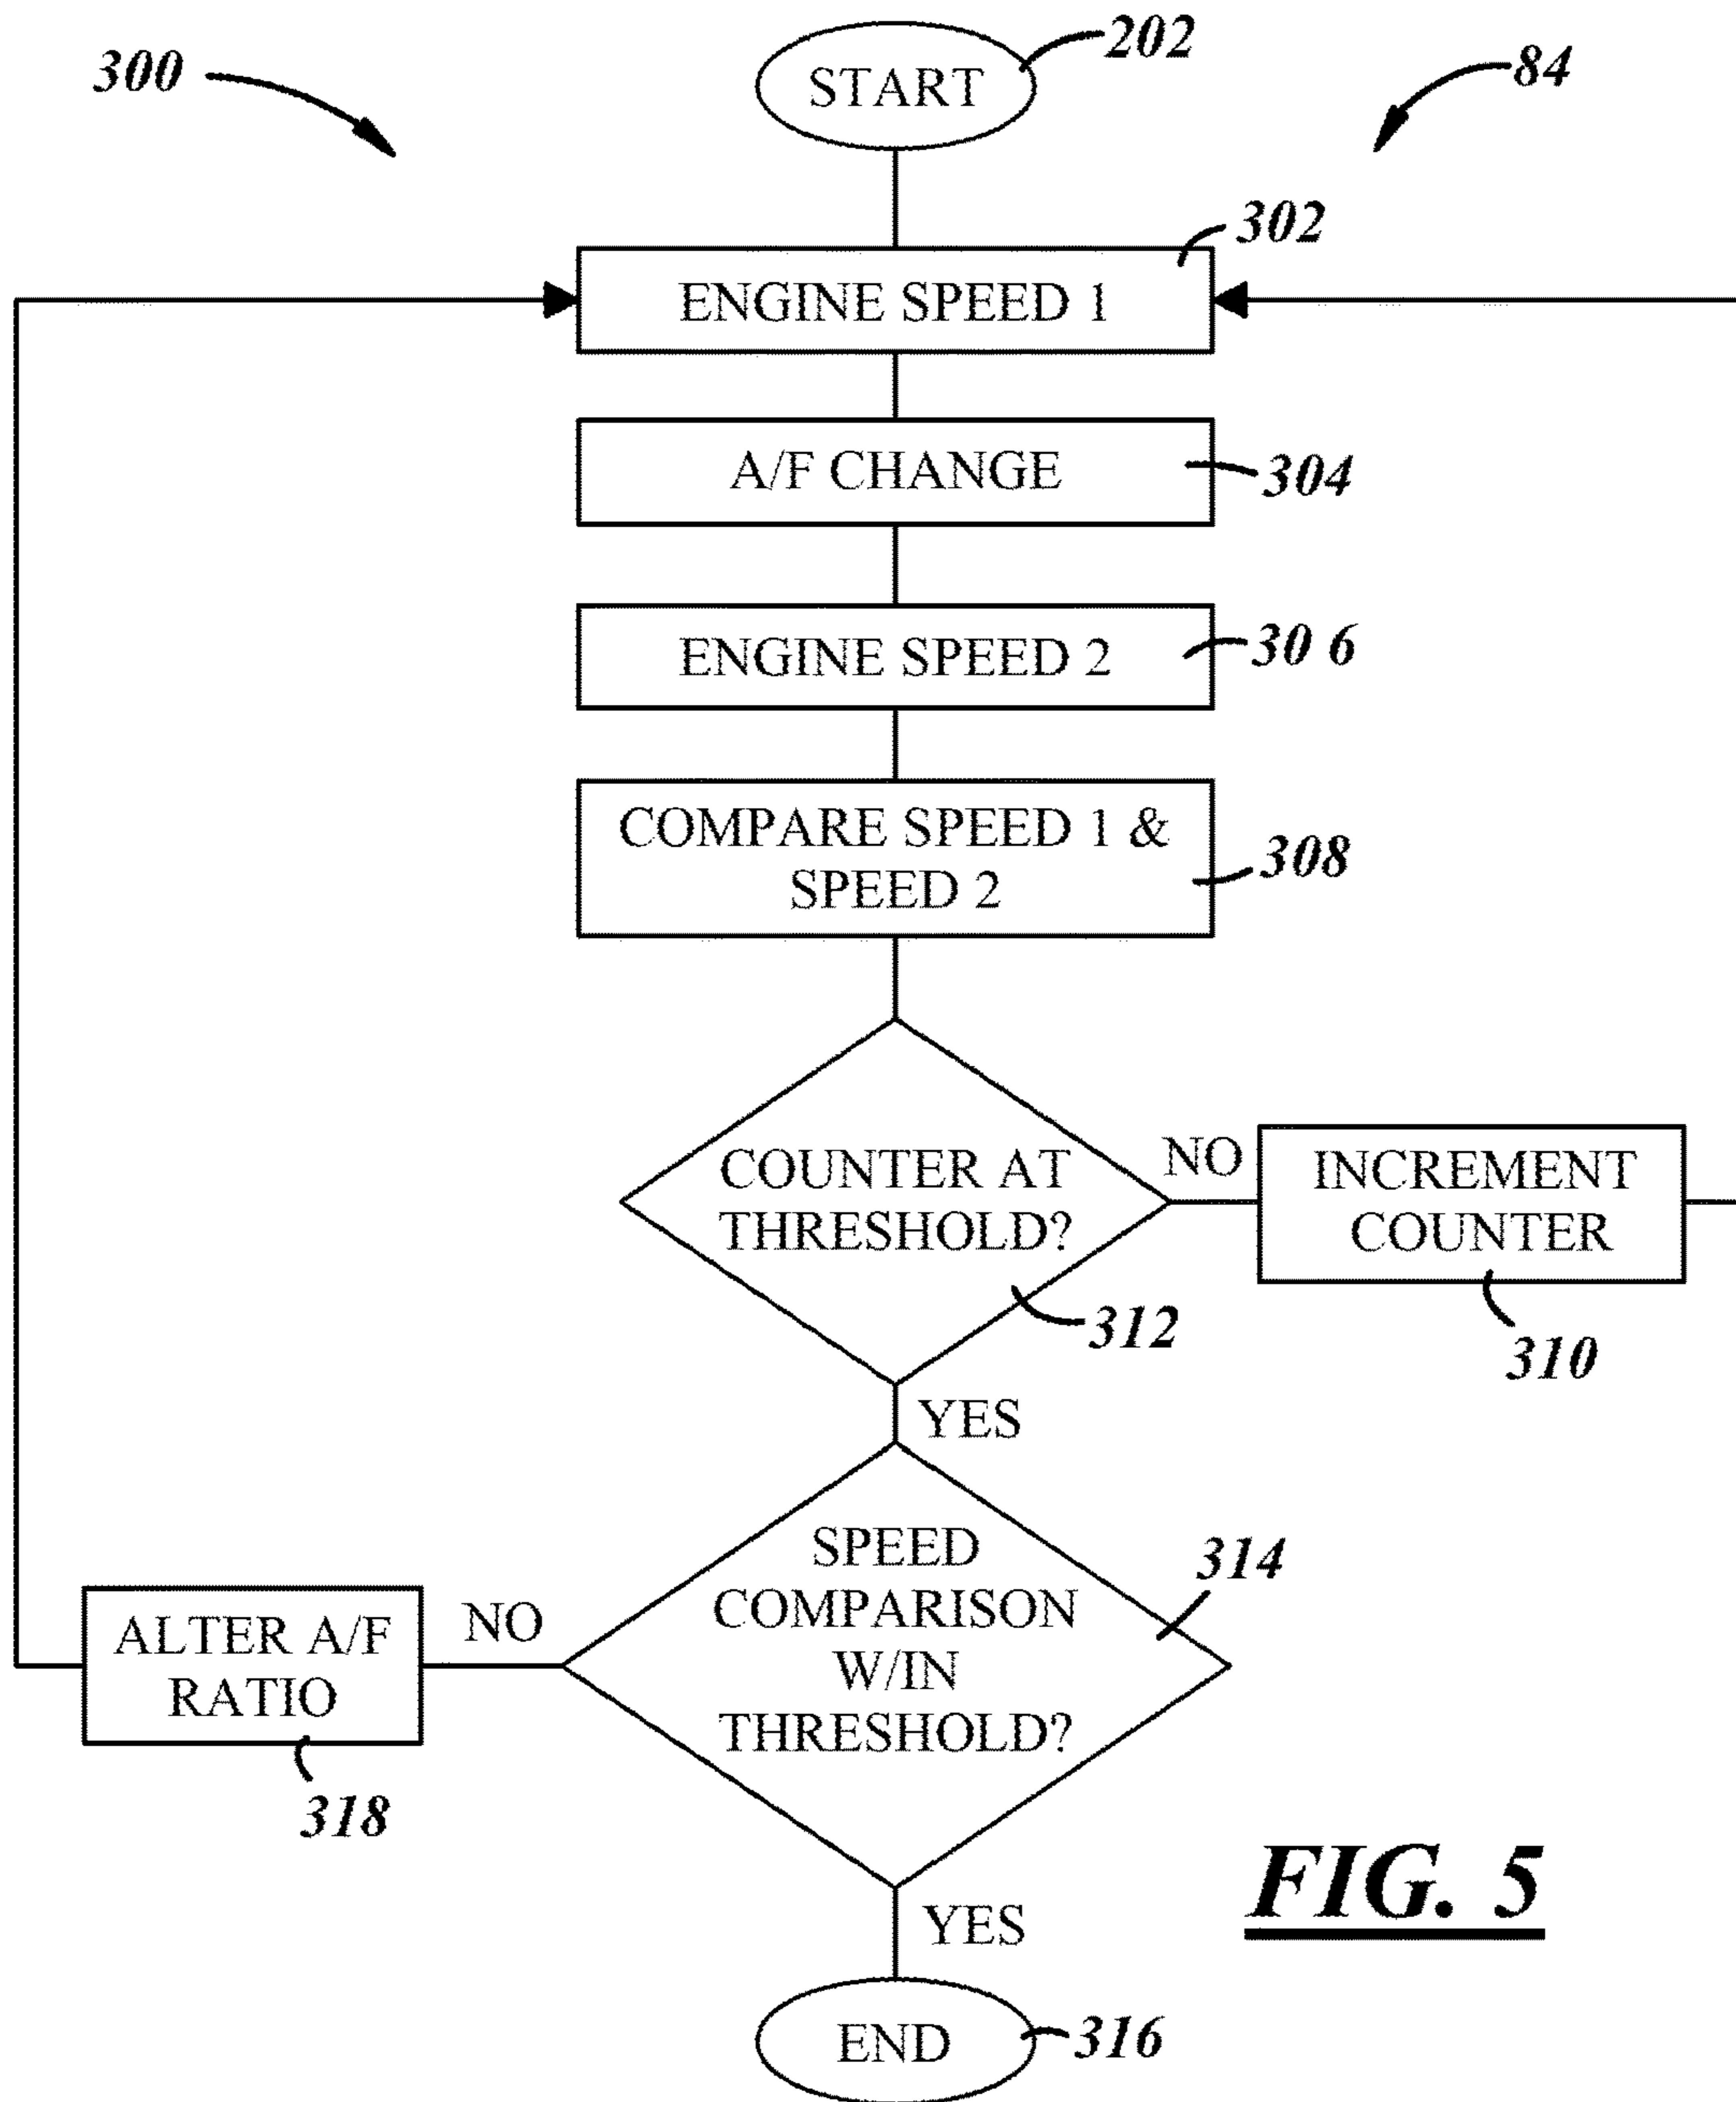 300
START
202
84
ENGINE SPEED 1
302
A/F CHANGE
304
ENGINE SPEED 2
30 6
COMPARE SPEED 1 &
SPEED 2
308
COUNTER AT
THRESHOLD?
312
NO
INCREMENT
COUNTER
310
YES
SPEED
COMPARISON
W/IN
THRESHOLD?
314
NO
ALTER A/F
RATIO
318
YES
END
316
FIG. 5